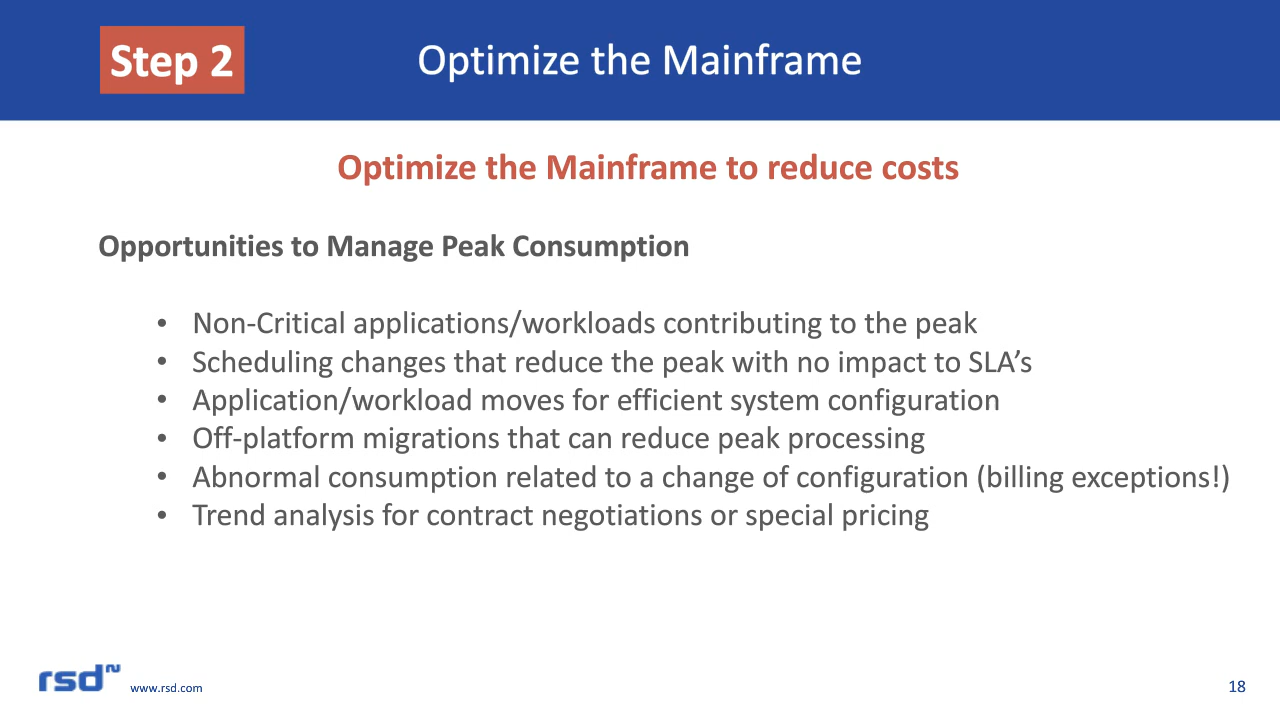 Step 2
Optimize the Mainframe
Optimize the Mainframe to reduce costs
Opportunities to Manage Peak Consumption
• Non-Critical applications/workloads contributing to the peak
• Scheduling changes that reduce the peak with no impact to SLA’s
• Application/workload moves for efficient system configuration
• Off-platform migrations that can reduce peak processing
• Abnormal consumption related to a change of configuration (billing exceptions!)
• Trend analysis for contract negotiations or special pricing
rsd
www.rsd.com
18